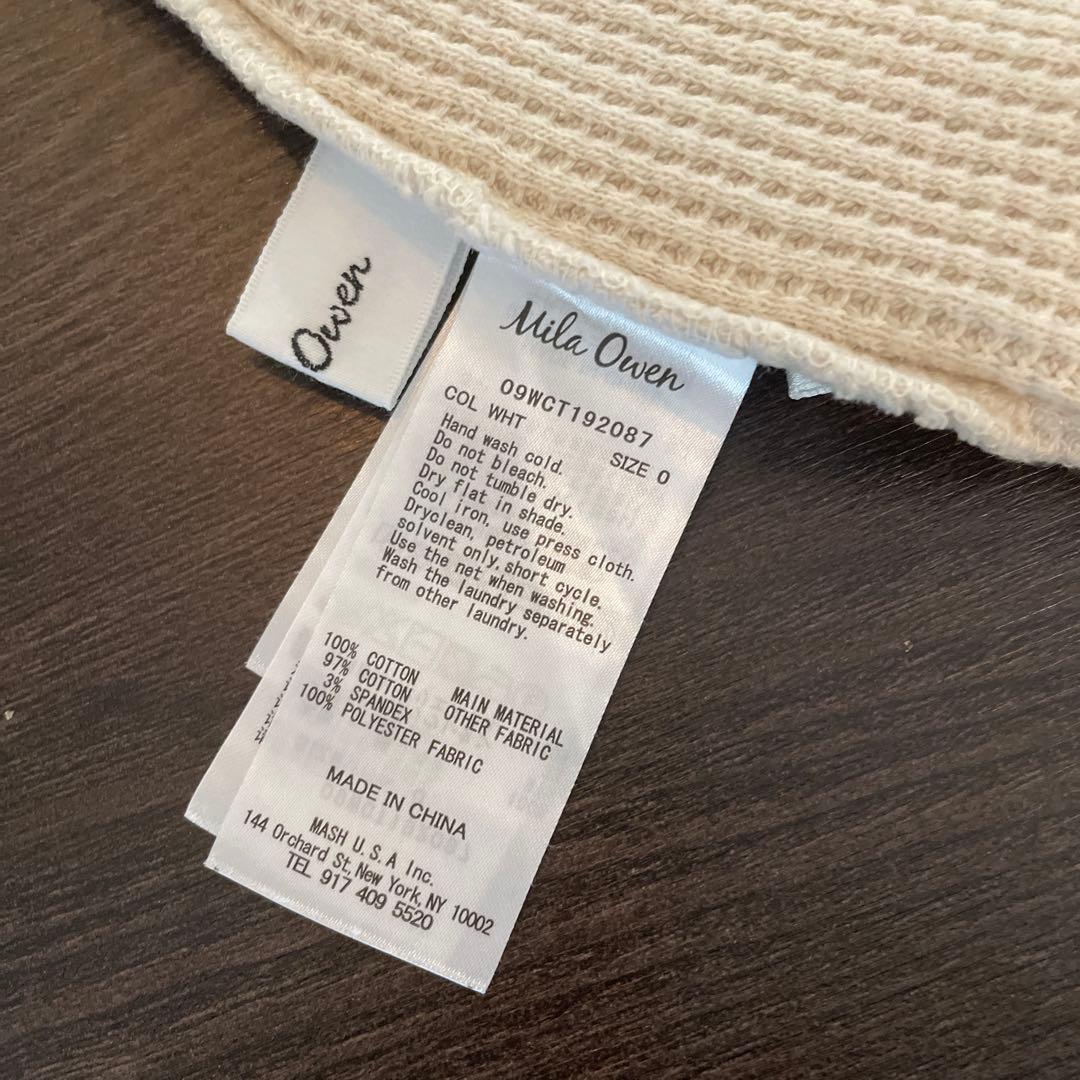 Owen
Mila Owen
09WCT192087
COL WHT SIZE 0
Hand wash cold.
Do not bleach.
Do not tumble dry.
Dry flat in shade.
Cool iron, use press cloth.
Dryclean, petroleum
solvent only,short cycle.
Use the net when washing.
Wash the laundry separately
from other laundry.
100% COTTON MAIN MATERIAL
97% COTTON
3% SPANDEX OTHER FABRIC
100% POLYESTER FABRIC
MADE IN CHINA
MASH U.S.A Inc.
144 Orchard St, New York, NY 10002
TEL 917 409 5520